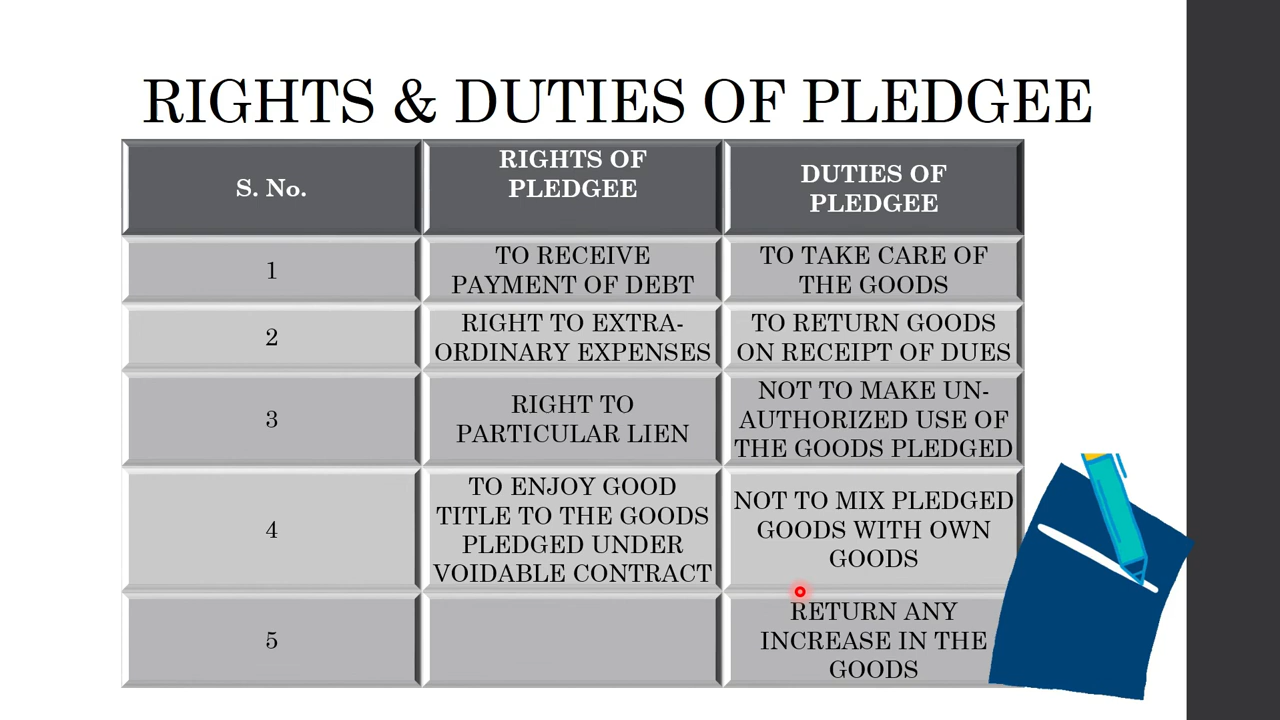 RIGHTS & DUTIES OF PLEDGEE
S. No.
RIGHTS OF
PLEDGEE
DUTIES OF
PLEDGEE
1
TO RECEIVE
PAYMENT OF DEBT
TO TAKE CARE OF
THE GOODS
2
RIGHT TO EXTRA-
ORDINARY EXPENSES
TO RETURN GOODS
ON RECEIPT OF DUES
3
RIGHT TO
PARTICULAR LIEN
NOT TO MAKE UN-
AUTHORIZED USE OF
THE GOODS PLEDGED
4
TO ENJOY GOOD
TITLE TO THE GOODS
PLEDGED UNDER
VOIDABLE CONTRACT
NOT TO MIX PLEDGED
GOODS WITH OWN
GOODS
5
RETURN ANY
INCREASE IN THE
GOODS